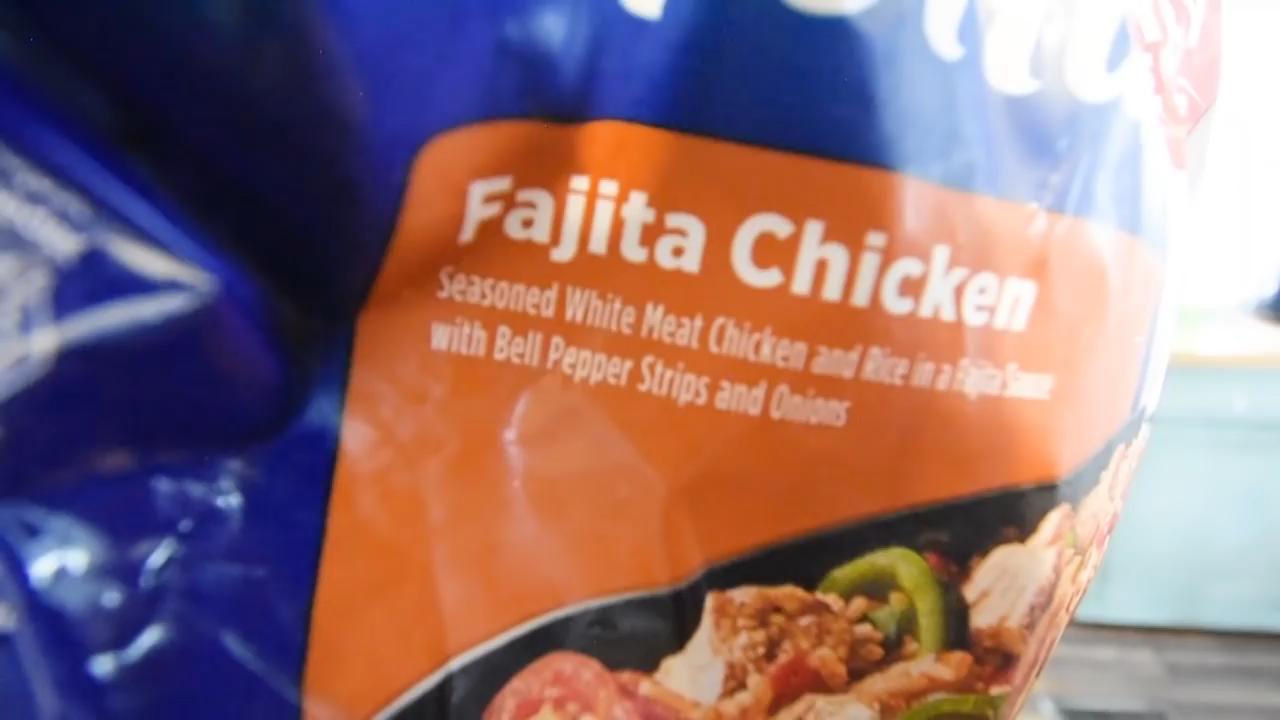 Fajita Chicken
Seasoned White Meat Chicken and Rice in a Fajita Sauce
with Bell Pepper Strips and Onions